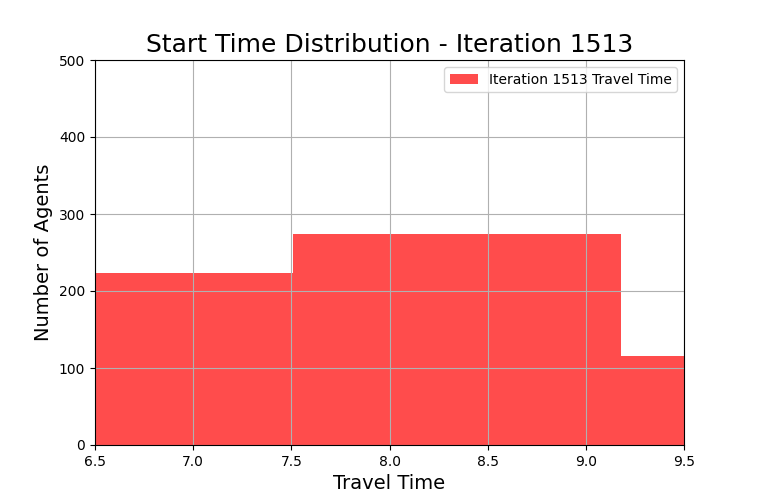 Start Time Distribution - Iteration 1513
Iteration 1513 Travel Time
Number of Agents
500
400
300
200
100
0
6.5 7.0 7.5 8.0 8.5 9.0 9.5
Travel Time